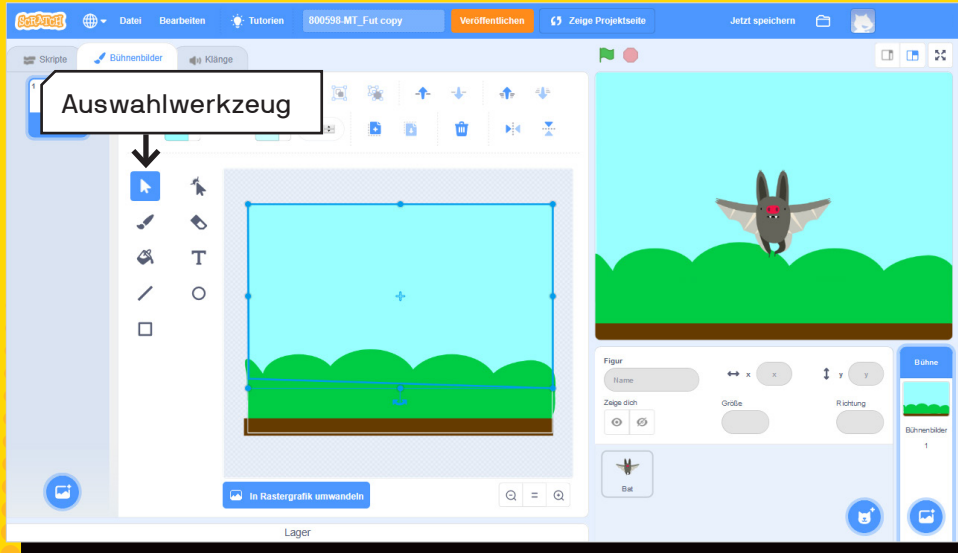 SCRATCH Datei Bearbeiten Tutorien 800598-MT_Fut copy Veröffentlichen Zeige Projektseite Jetzt speichern
Skripte Bühnenbilder Klänge
1
Auswahlwerkzeug
T
In Rastergrafik umwandeln
=
Lager
Figur
Name
x x
y y
Zeige dich Größe Richtung
Bat
Bühne
Bühnenbilder
1